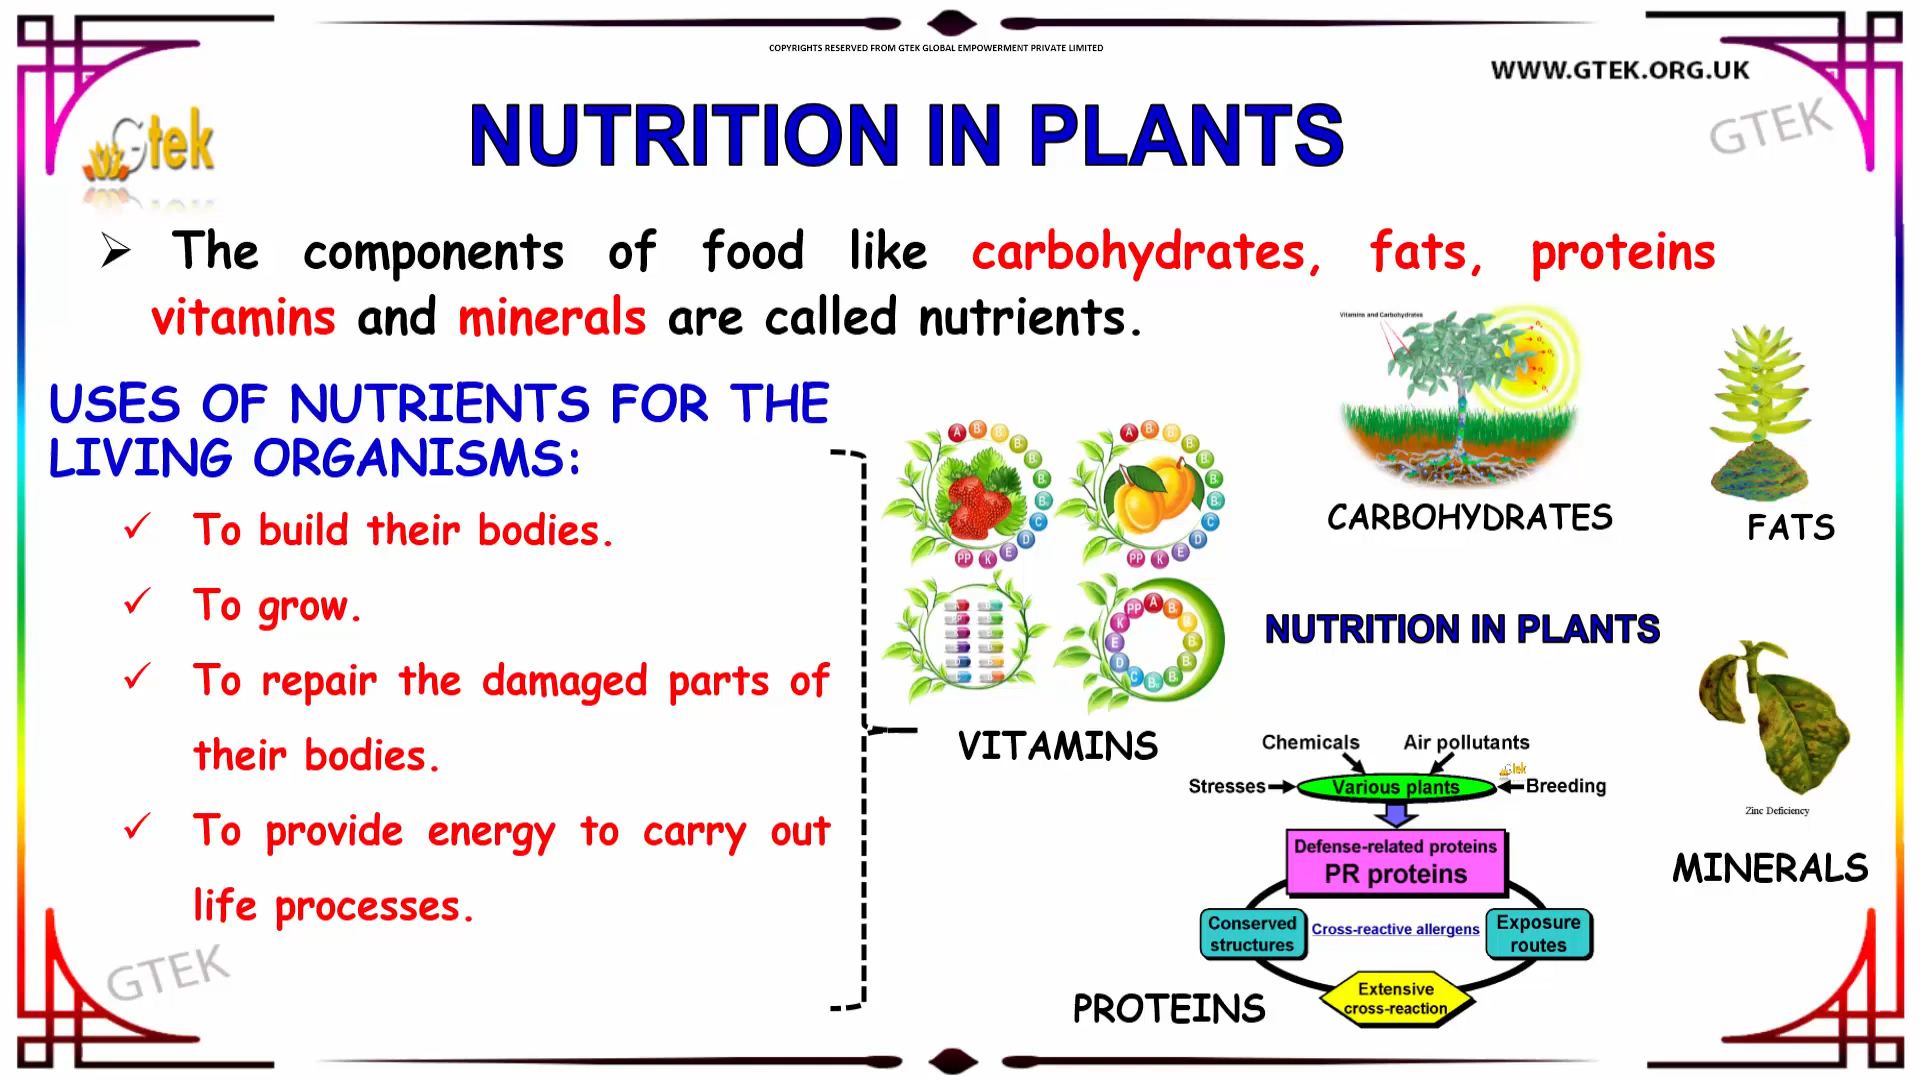 COPYRIGHTS RESERVED FROM GTEK GLOBAL EMPOWERMENT PRIVATE LIMITED
WWW.GTEK.ORG.UK
Gtek
GTEK
NUTRITION IN PLANTS
➢ The components of food like carbohydrates, fats, proteins
vitamins and minerals are called nutrients.
USES OF NUTRIENTS FOR THE
LIVING ORGANISMS:
✓ To build their bodies.
✓ To grow.
✓ To repair the damaged parts of
their bodies.
✓ To provide energy to carry out
life processes.
GTEK
VITAMINS
Vitamins and Carbohydrates
CARBOHYDRATES
FATS
NUTRITION IN PLANTS
Zinc Deficiency
MINERALS
Chemicals
Air pollutants
Stresses
Various plants
Breeding
Defense-related proteins
PR proteins
Conserved
structures
Cross-reactive allergens
Exposure
routes
Extensive
cross-reaction
PROTEINS